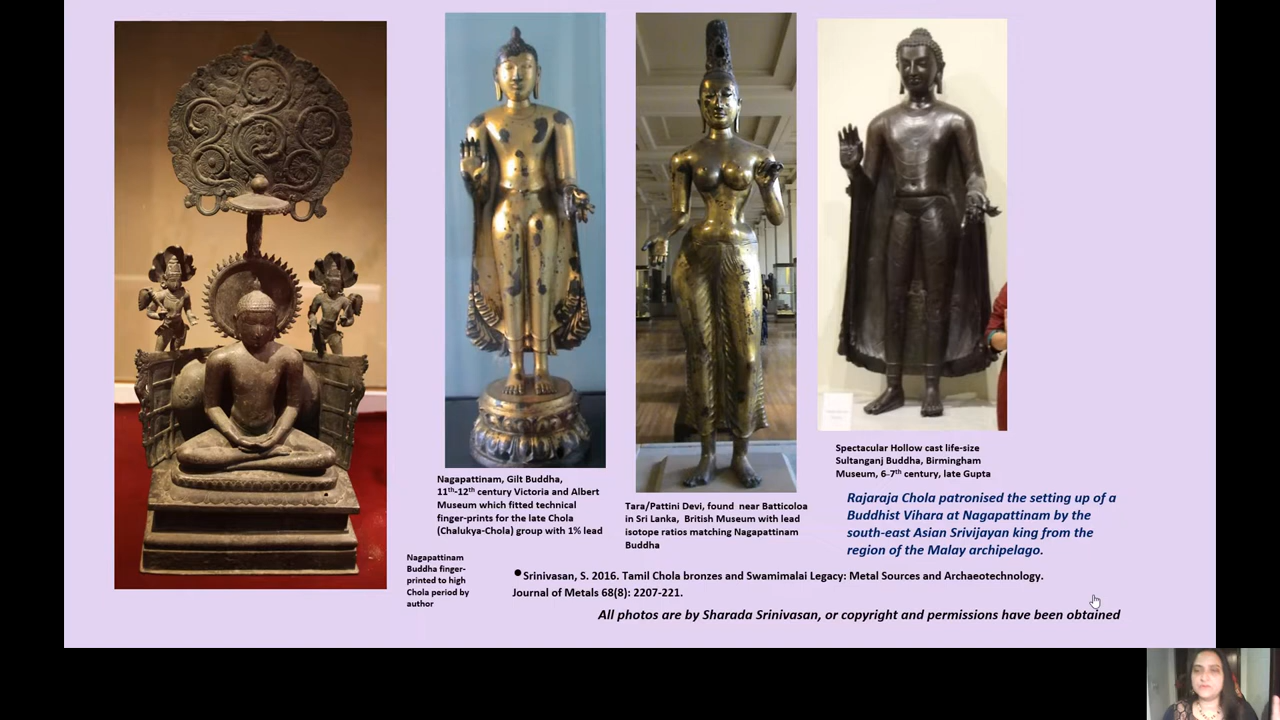 Nagapattinam, Gilt Buddha,
11th-12th century Victoria and Albert
Museum which fitted technical
finger-prints for the late Chola
(Chalukya-Chola) group with 1% lead
Tara/Pattini Devi, found near Batticoloa
in Sri Lanka, British Museum with lead
isotope ratios matching Nagapattinam
Buddha
Spectacular Hollow cast life-size
Sultanganj Buddha, Birmingham
Museum, 6-7th century, late Gupta
Rajaraja Chola patronised the setting up of a
Buddhist Vihara at Nagapattinam by the
south-east Asian Srivijayan king from the
region of the Malay archipelago.
Nagapattinam
Buddha finger-
printed to high
Chola period by
author
•Srinivasan, S. 2016. Tamil Chola bronzes and Swamimalai Legacy: Metal Sources and Archaeotechnology.
Journal of Metals 68(8): 2207-221.
All photos are by Sharada Srinivasan, or copyright and permissions have been obtained